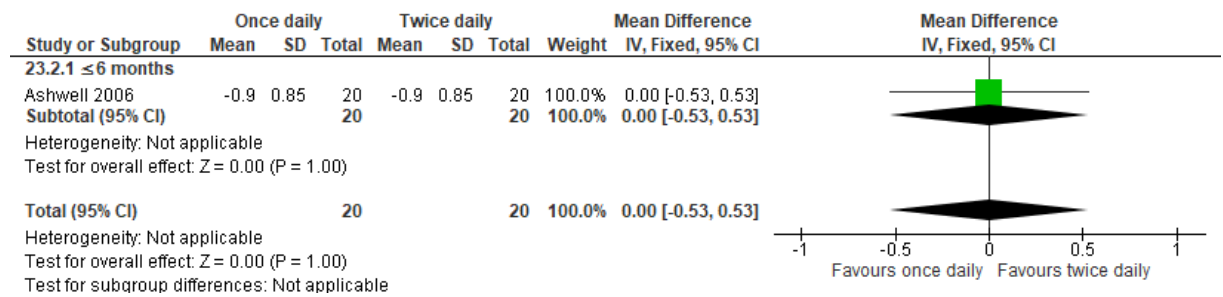 Once daily Twice daily Mean Difference Mean Difference
Study or Subgroup Mean SD Total Mean SD Total Weight IV, Fixed, 95% CI IV, Fixed, 95% CI
23.2.1 ≤6 months
Ashwell 2006 -0.9 0.85 20 -0.9 0.85 20 100.0% 0.00 [-0.53, 0.53]
Subtotal (95% CI) 20 20 100.0% 0.00 [-0.53, 0.53]
Heterogeneity: Not applicable
Test for overall effect: Z = 0.00 (P = 1.00)
Total (95% CI) 20 20 100.0% 0.00 [-0.53, 0.53]
Heterogeneity: Not applicable
Test for overall effect: Z = 0.00 (P = 1.00)
Test for subgroup differences: Not applicable
-1 -0.5 0 0.5 1
Favours once daily Favours twice daily